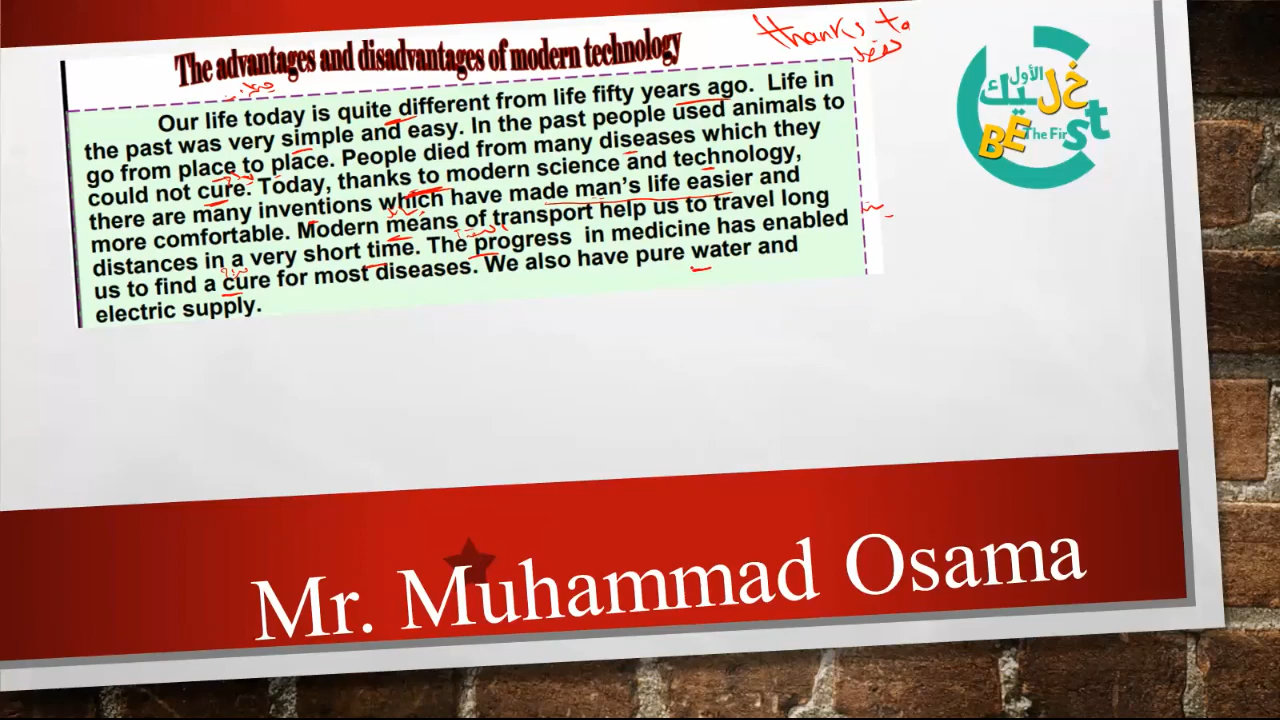 The advantages and disadvantages of modern technology
thanks to
بفضل
Our life today is quite different from life fifty years ago. Life in
the past was very simple and easy. In the past people used animals to
go from place to place. People died from many diseases which they
could not cure. Today, thanks to modern science and technology,
there are many inventions which have made man's life easier and
more comfortable. Modern means of transport help us to travel long
distances in a very short time. The progress in medicine has enabled
us to find a cure for most diseases. We also have pure water and
electric supply.
خليك
الأول
BE
The First
Mr. Muhammad Osama